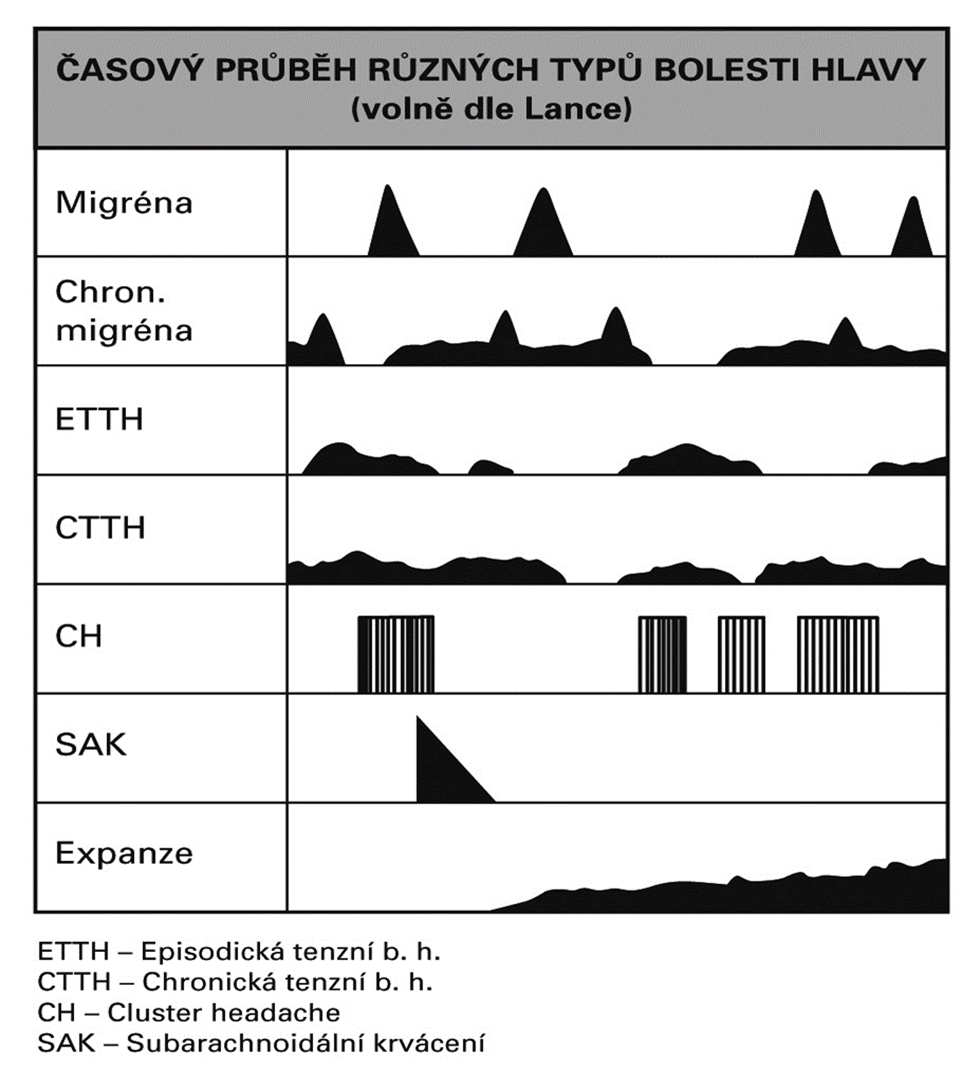 ČASOVÝ PRŮBĚH RŮZNÝCH TYPŮ BOLESTI HLAVY
(volně dle Lance)
Migréna
Chron.
migréna
ETTH
CTTH
CH
SAK
Expanze
ETTH – Episodická tenzní b. h.
CTTH – Chronická tenzní b. h.
CH – Cluster headache
SAK – Subarachnoidální krvácení